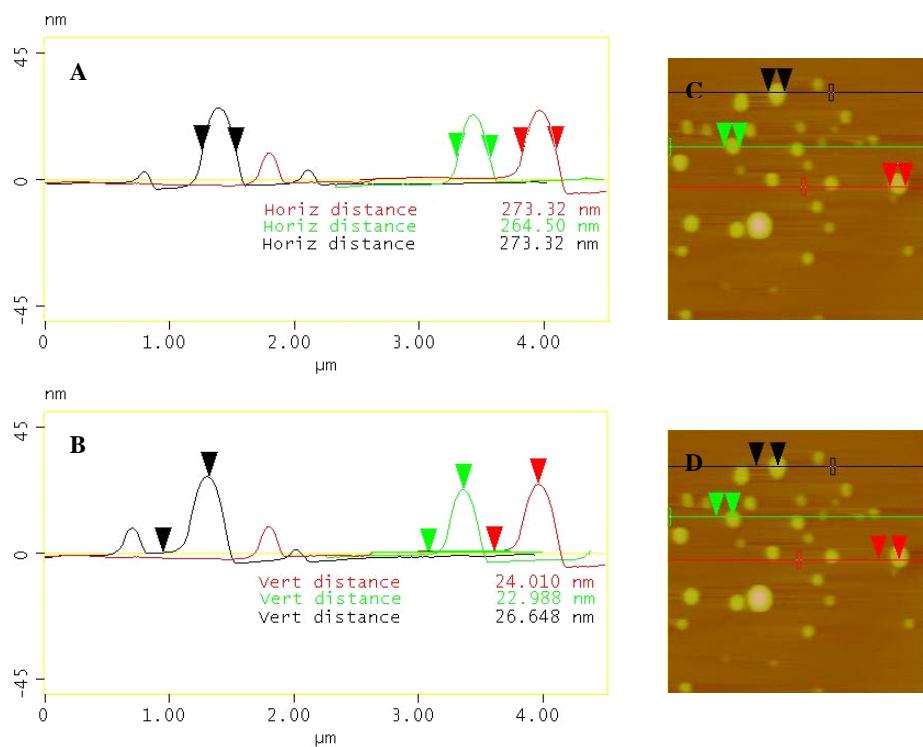 nm
A
45
0
-45
Horiz distance 273.32 nm
Horiz distance 264.50 nm
Horiz distance 273.32 nm
0 1.00 2.00 3.00 4.00
µm
C
nm
B
45
0
-45
Vert distance 24.010 nm
Vert distance 22.988 nm
Vert distance 26.648 nm
0 1.00 2.00 3.00 4.00
µm
D